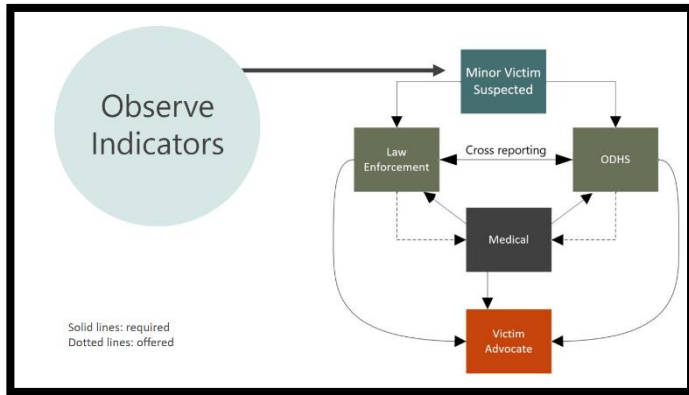 Observe
Indicators
Minor Victim
Suspected
Law
Enforcement
Cross reporting
ODHS
Medical
Victim
Advocate
Solid lines: required
Dotted lines: offered